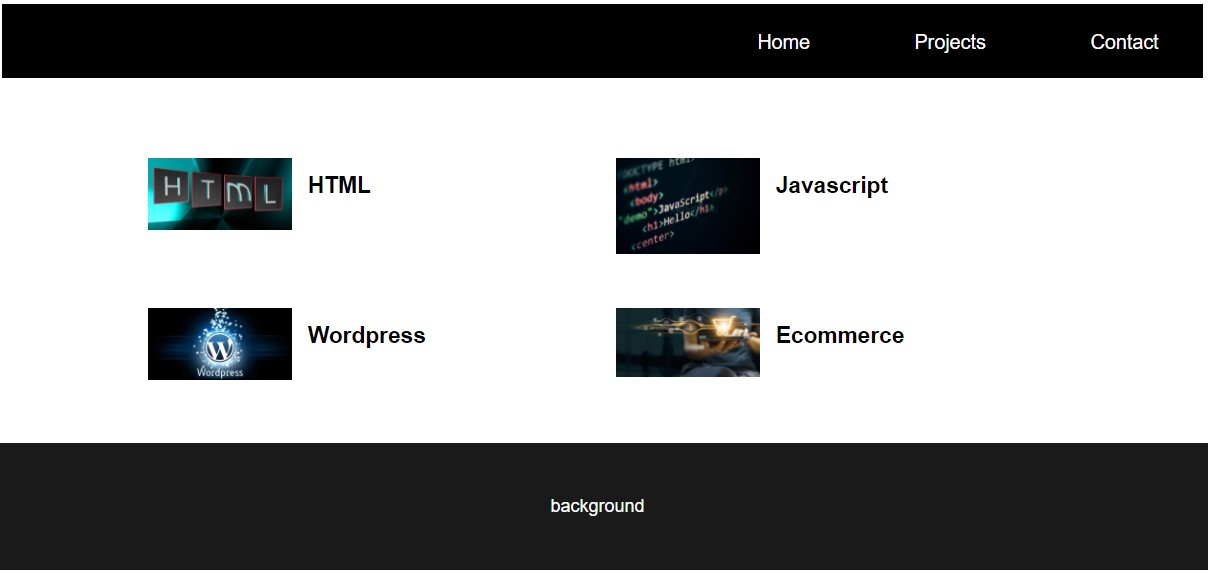 Home Projects Contact
HTML
HTML
<!DOCTYPE html>
<html>
<body>
"demo">JavaScript</p>
<h1>Hello</h1>
<center>
Javascript
W
Wordpress
Wordpress
Ecommerce
background